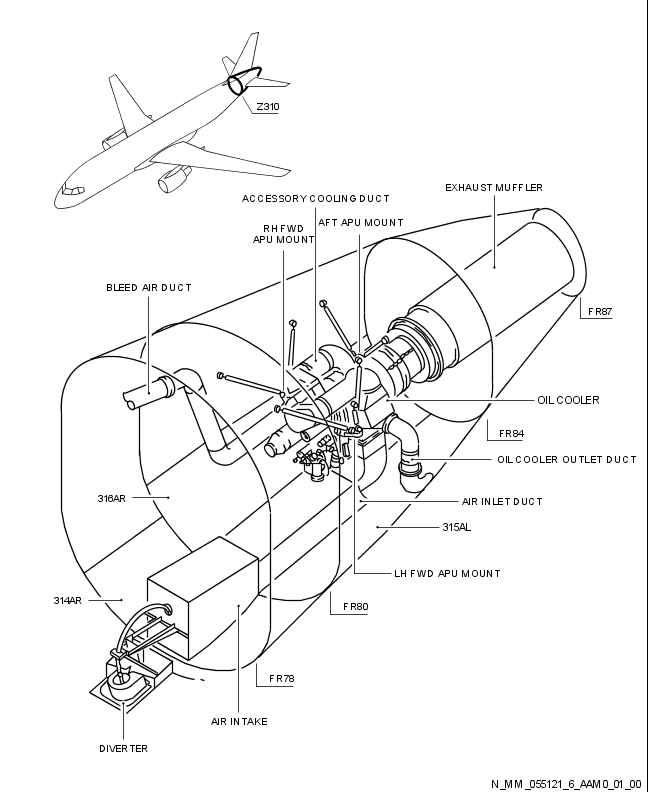 Z310
ACCESSORY COOLING DUCT
EXHAUST MUFFLER
RH FWD
APU MOUNT
AFT APU MOUNT
BLEED AIR DUCT
FR87
OIL COOLER
FR84
OIL COOLER OUTLET DUCT
316AR
AIR INLET DUCT
315AL
LH FWD APU MOUNT
314AR
FR80
FR78
AIR INTAKE
DIVERTER
N_MM_055121_6_AAM0_01_00